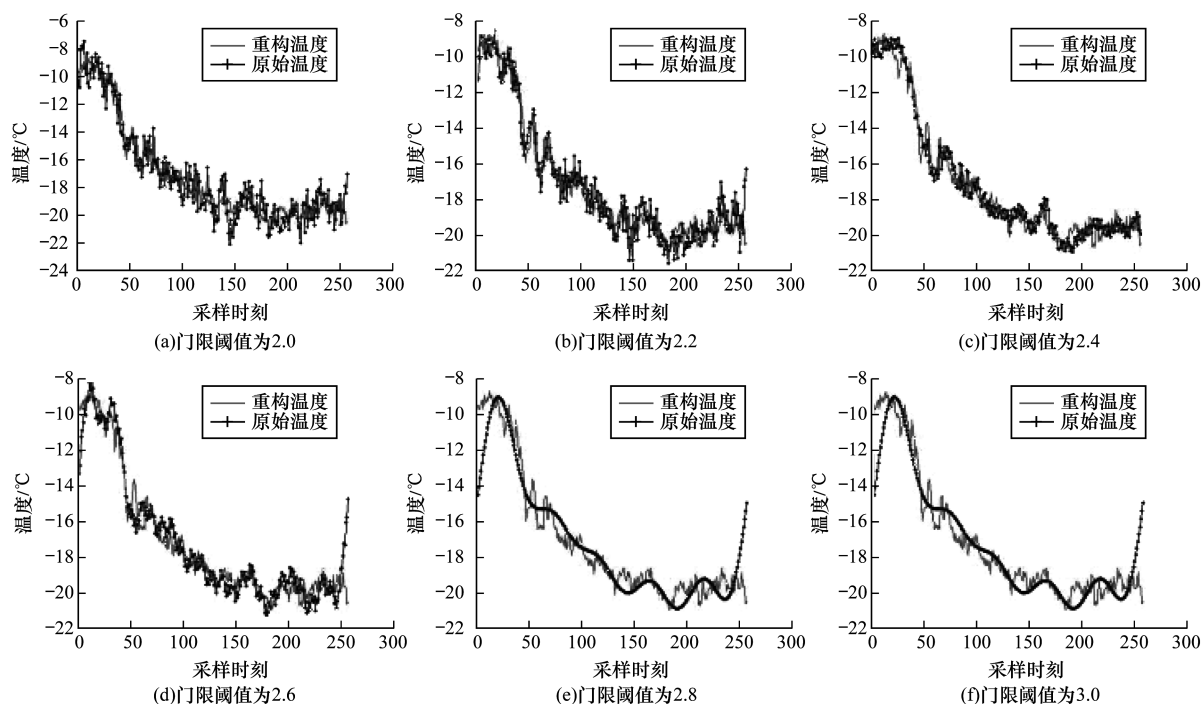 −6
−8
−10
−12
−14
−16
−18
−20
−22
−24
温度/℃
重构温度
原始温度
0 50 100 150 200 250 300
采样时刻
(a)门限阈值为2.0
−8
−10
−12
−14
−16
−18
−20
−22
温度/℃
重构温度
原始温度
0 50 100 150 200 250 300
采样时刻
(b)门限阈值为2.2
−8
−10
−12
−14
−16
−18
−20
−22
温度/℃
重构温度
原始温度
0 50 100 150 200 250 300
采样时刻
(c)门限阈值为2.4
−8
−10
−12
−14
−16
−18
−20
−22
温度/℃
重构温度
原始温度
0 50 100 150 200 250 300
采样时刻
(d)门限阈值为2.6
−8
−10
−12
−14
−16
−18
−20
−22
温度/℃
重构温度
原始温度
0 50 100 150 200 250 300
采样时刻
(e)门限阈值为2.8
−8
−10
−12
−14
−16
−18
−20
−22
温度/℃
重构温度
原始温度
0 50 100 150 200 250 300
采样时刻
(f)门限阈值为3.0